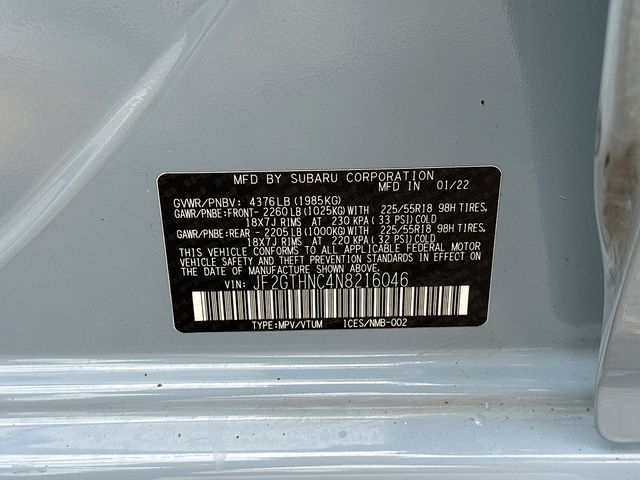 MFD BY SUBARU CORPORATION
MFD IN 01/22
GVWR/PNBV: 4376 LB (1985KG)
GAWR/PNBE:FRONT- 2260 LB (1025KG) WITH/AVEC 225/55R18 98H TIRES,
18X7J RIMS AT 230 KPA ( 33 PSI) COLD
GAWR/PNBE:REAR- 2205 LB (1000KG) WITH/AVEC 225/55R18 98H TIRES,
18X7J RIMS AT 220 KPA ( 32 PSI) COLD
THIS VEHICLE CONFORMS TO ALL APPLICABLE FEDERAL MOTOR
VEHICLE SAFETY AND THEFT PREVENTION STANDARDS IN EFFECT ON
THE DATE OF MANUFACTURE SHOWN ABOVE.
VIN: JF2GTHNC4N8216046
TYPE:MPV/VTUM ICES/NMB-002